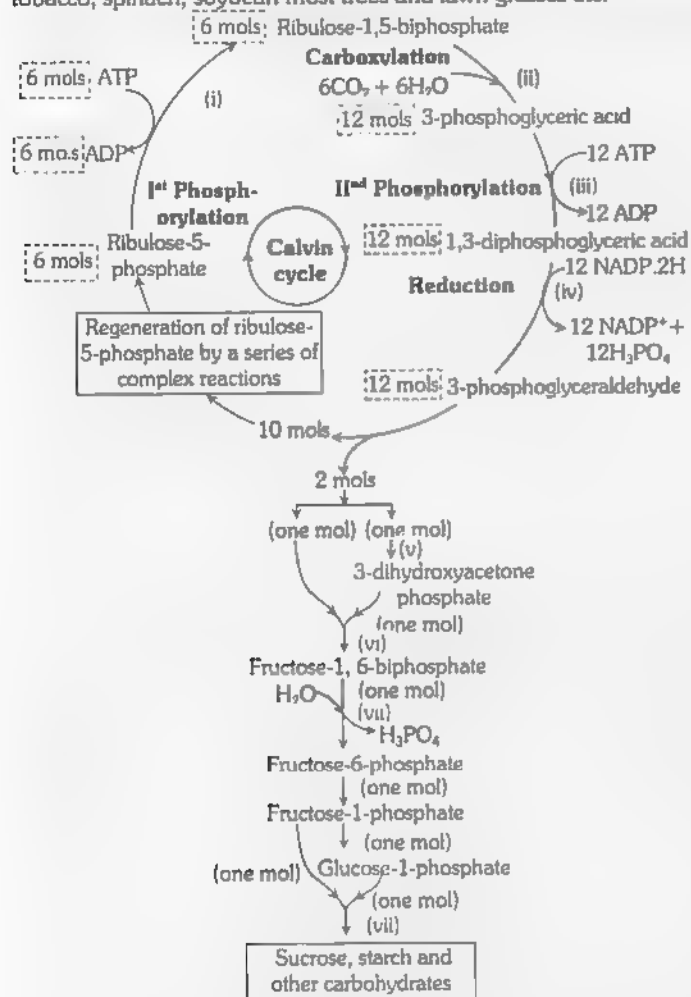 tobacco, spinach, soybean most trees and lawn grasses etc.
6 mols Ribulose-1,5-biphosphate
Carboxylation
6CO₂ + 6H₂O
(ii)
6 mols ATP
(i)
12 mols 3-phosphoglyceric acid
6 mols ADP
12 ATP
Iˢᵗ Phosph-
orylation
IIⁿᵈ Phosphorylation
(iii)
12 ADP
6 mols Ribulose-5-
phosphate
Calvin
cycle
12 mols 1,3-diphosphoglyceric acid
12 NADP.2H
Reduction
(iv)
12 NADP⁺ +
12H₃PO₄
Regeneration of ribulose-
5-phosphate by a series of
complex reactions
12 mols 3-phosphoglyceraldehyde
10 mols
2 mols
(one mol) (one mol)
(v)
3-dihydroxyacetone
phosphate
(one mol)
(vi)
Fructose-1, 6-biphosphate
H₂O
(one mol)
(vii)
H₃PO₄
Fructose-6-phosphate
(one mol)
Fructose-1-phosphate
(one mol)
(one mol)
Glucose-1-phosphate
(one mol)
(vii)
Sucrose, starch and
other carbohydrates